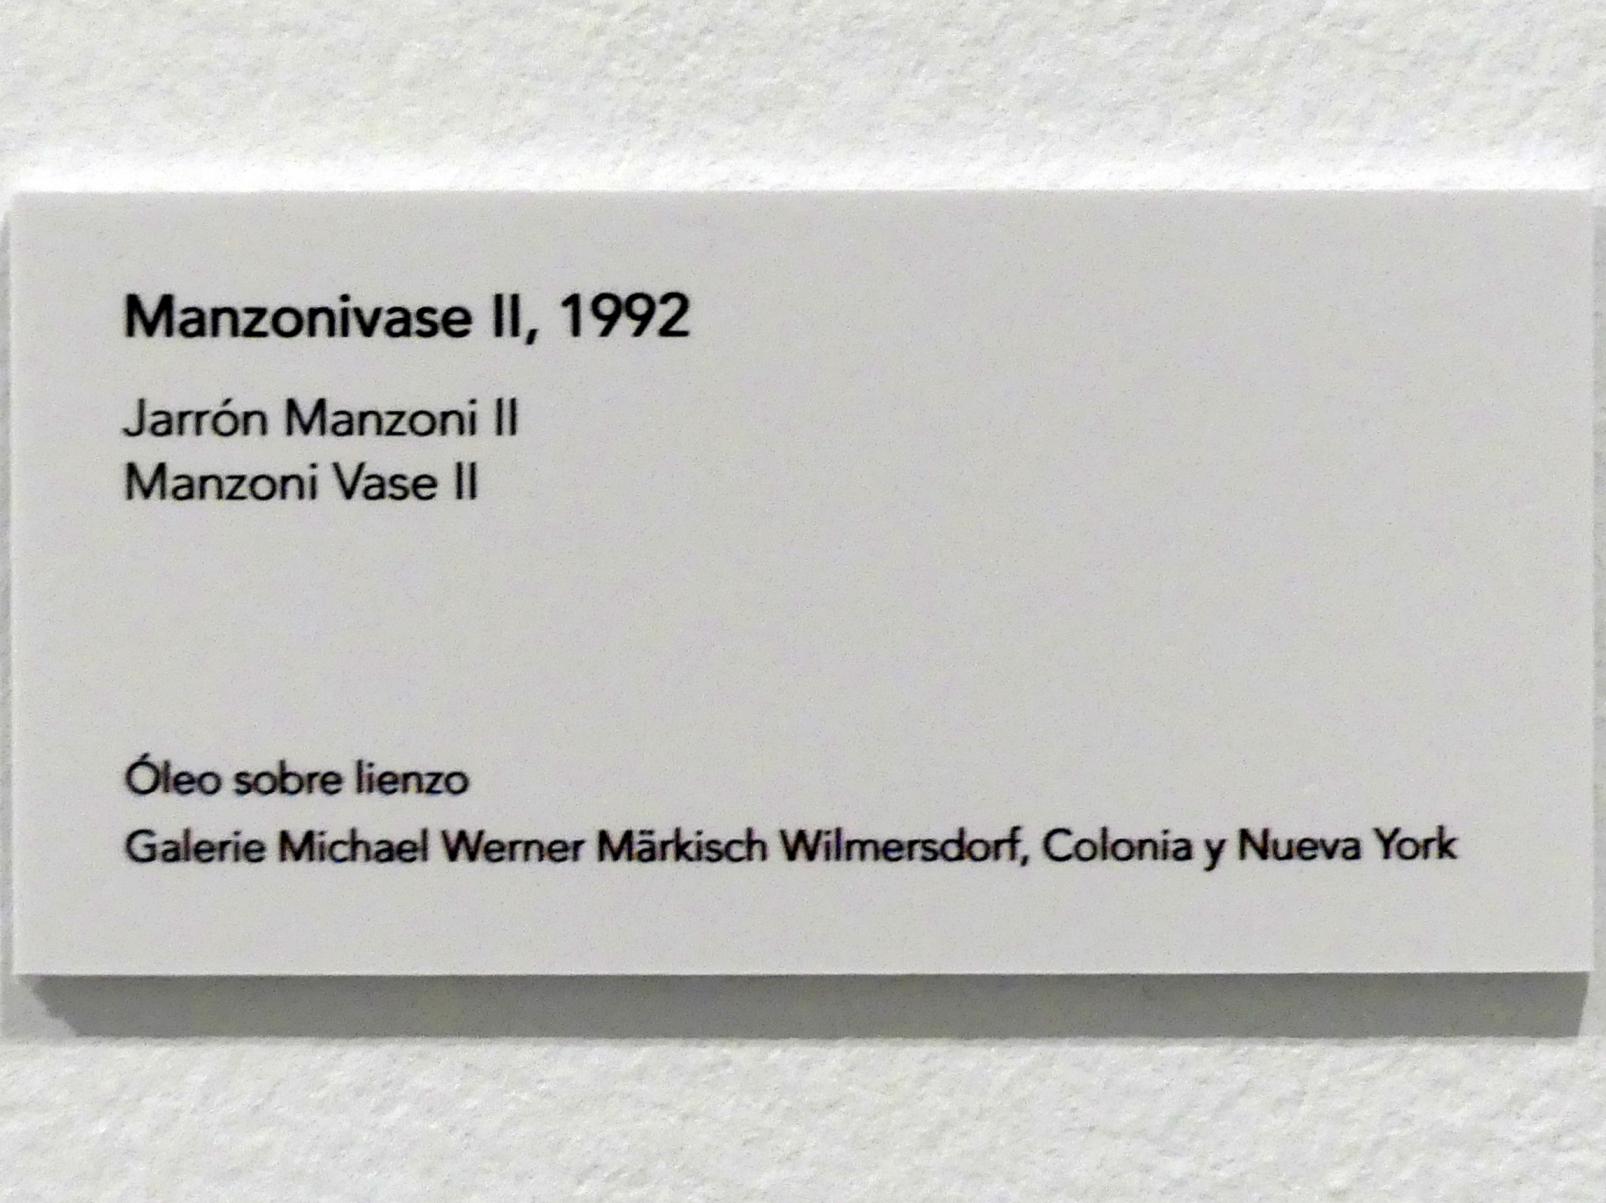 Manzonivase II, 1992
Jarrón Manzoni II
Manzoni Vase II
Óleo sobre lienzo
Galerie Michael Werner Märkisch Wilmersdorf, Colonia y Nueva York